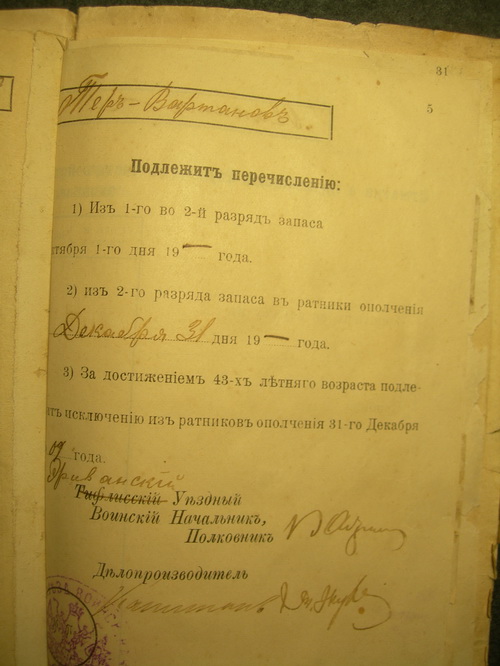 31
5
Теръ-Вартановъ
Подлежитъ перечисленію:
1) Изъ 1-го во 2-й разрядъ запаса
тября 1-го дня 19— года.
2) изъ 2-го разряда запаса въ ратники ополченія
Декабря 31 дня 19— года.
3) За достиженіемъ 43-хъ лѣтняго возраста подле-
итъ исключенію изъ ратниковъ ополченія 31-го Декабря
09 года.
Эриванскій
Тифлисскій Уѣздный
Воинскій Начальникъ,
Полковникъ
Дѣлопроизводитель
Капитанъ